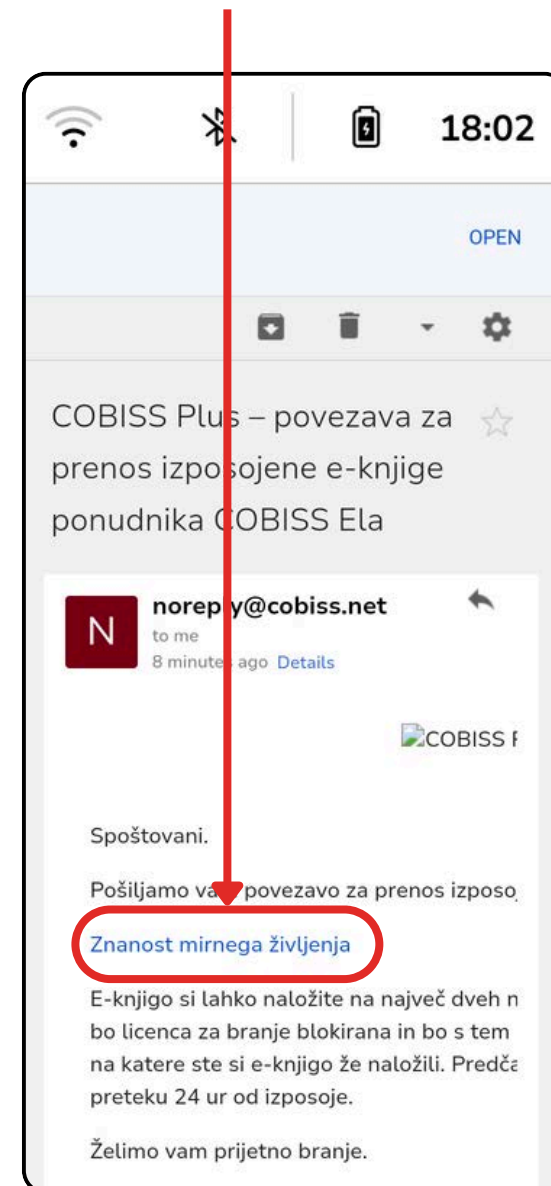 18:02
OPEN
COBISS Plus – povezava za
prenos izposojene e-knjige
ponudnika COBISS Ela
N
noreply@cobiss.net
to me
8 minutes ago Details
COBISS
Spoštovani.
Pošiljamo vam povezavo za prenos izposo
Znanost mirnega življenja
E-knjigo si lahko naložite na največ dveh n
bo licenca za branje blokirana in bo s tem
na katere ste si e-knjigo že naložili. Predča
preteku 24 ur od izposoje.
Želimo vam prijetno branje.